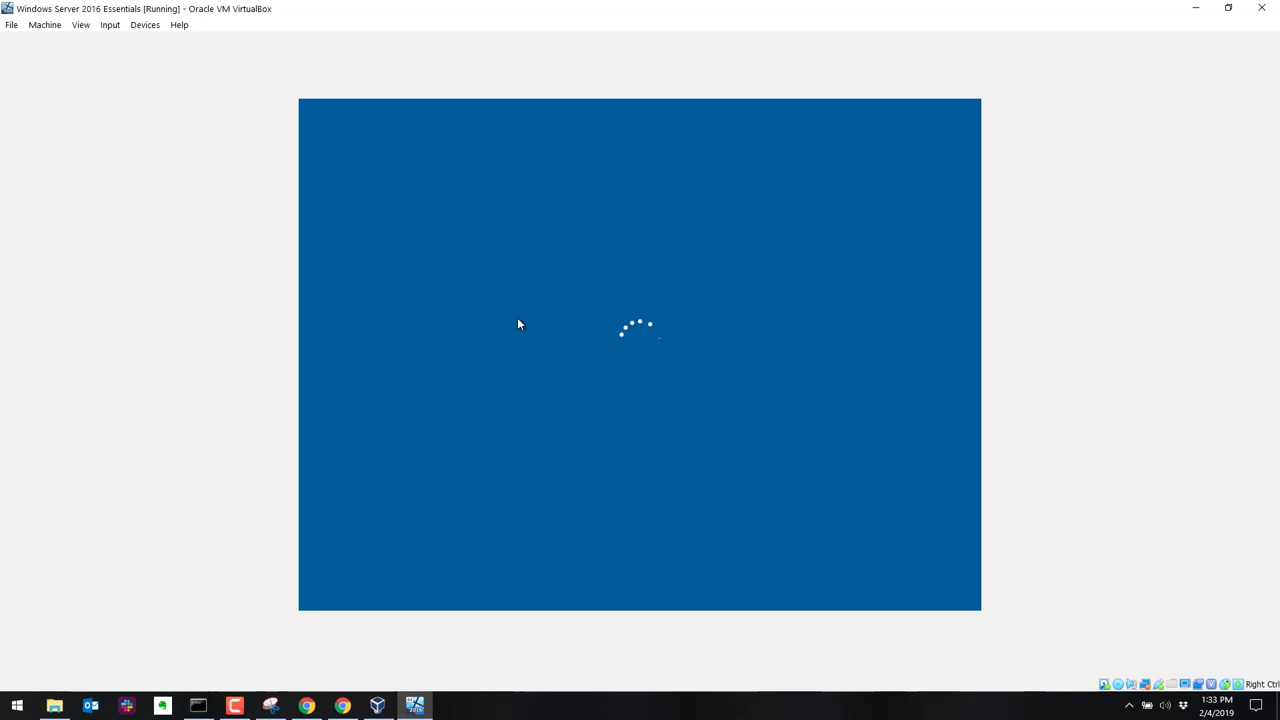 Windows Server 2016 Essentials [Running] - Oracle VM VirtualBox
File Machine View Input Devices Help
Right Ctrl
1:33 PM
2/4/2019